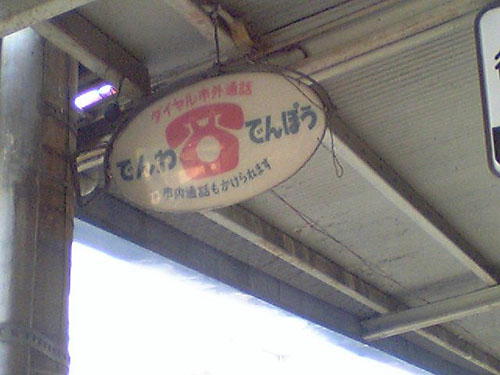 ダイヤル市外通話
でんわ でんぽう
市内通話もかけられます